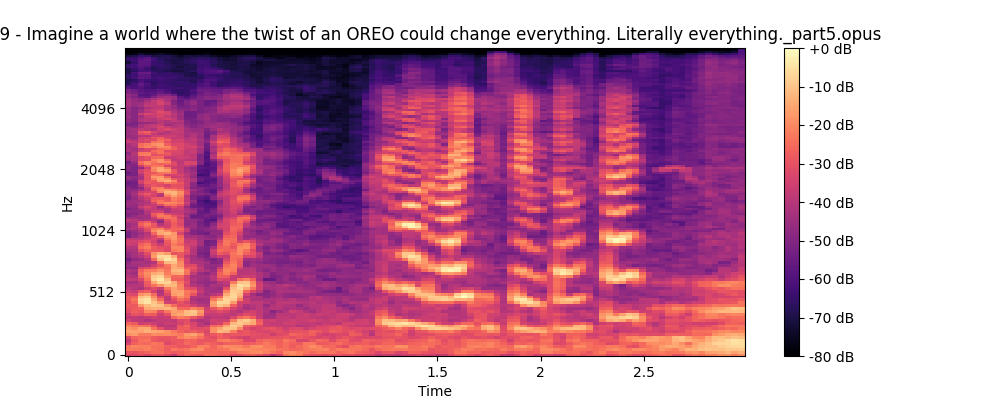 9 - Imagine a world where the twist of an OREO could change everything. Literally everything._part5.opus
+0 dB
-10 dB
-20 dB
-30 dB
-40 dB
-50 dB
-60 dB
-70 dB
-80 dB
4096
2048
1024
512
0
Hz
0 0.5 1 1.5 2 2.5
Time